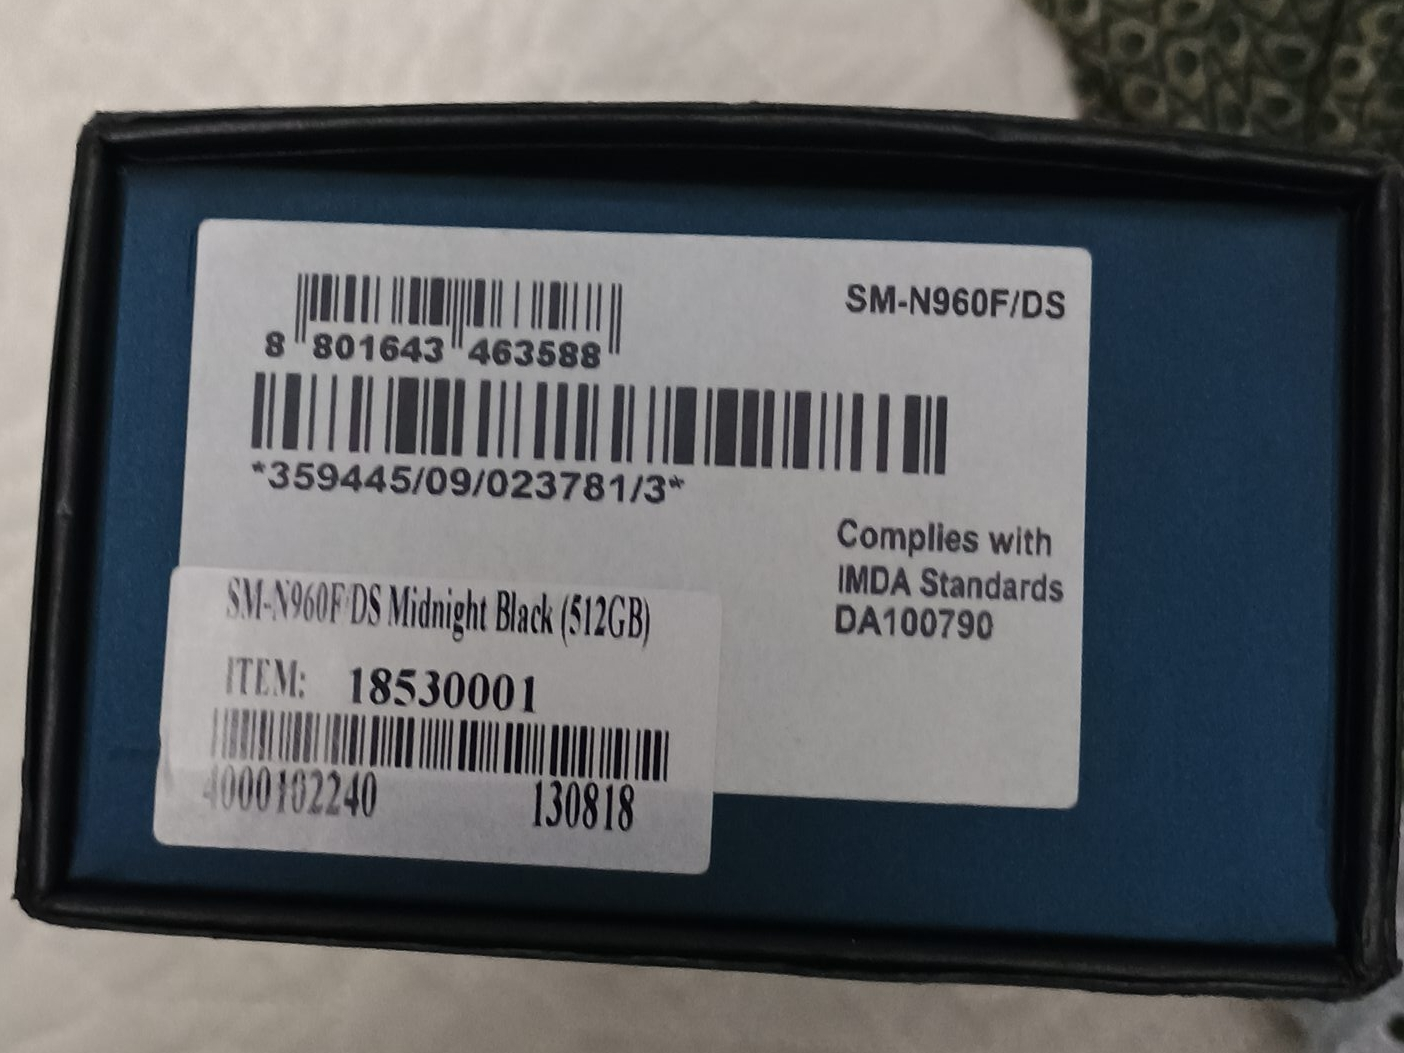 SM-N960F/DS
8 801643 463588
*359445/09/023781/3*
Complies with
IMDA Standards
DA100790
SM-N960F/DS Midnight Black (512GB)
ITEM: 18530001
4000102240 130818